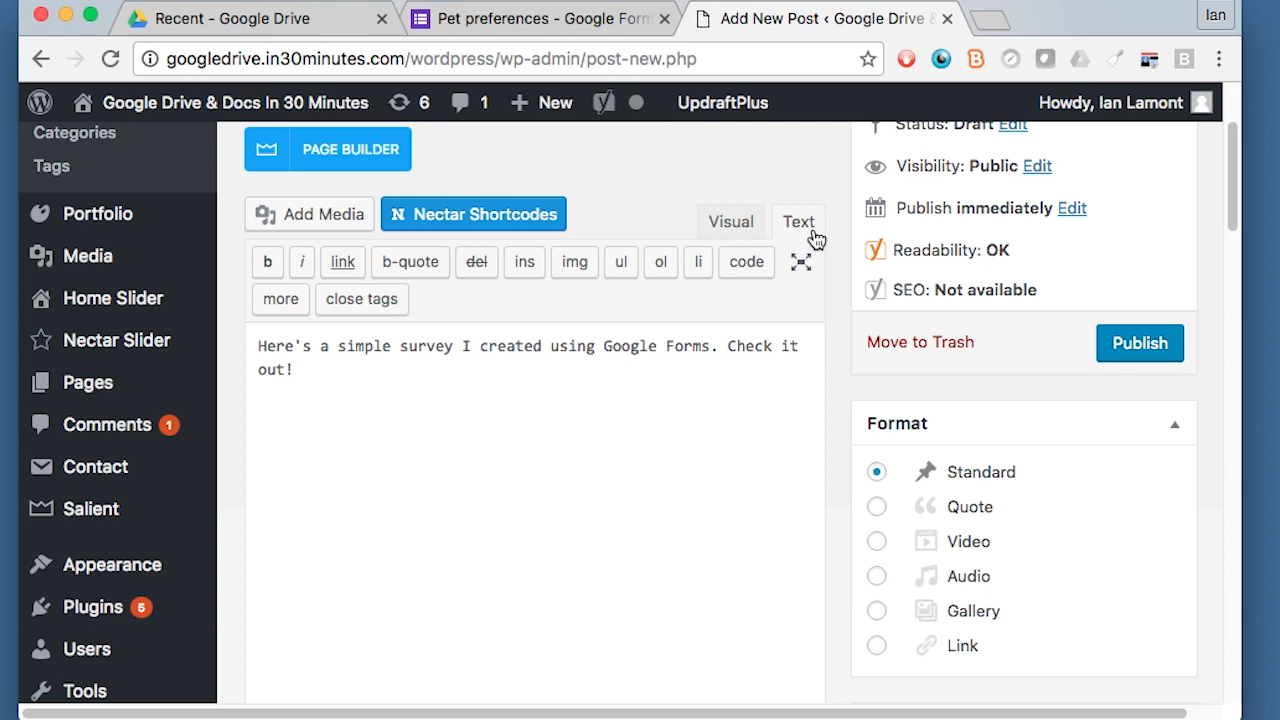 Recent - Google Drive
Pet preferences - Google Form
Add New Post ‹ Google Drive &
Ian
googledrive.in30minutes.com/wordpress/wp-admin/post-new.php
Google Drive & Docs In 30 Minutes
6
1
New
UpdraftPlus
Howdy, Ian Lamont
Categories
Tags
Portfolio
Media
Home Slider
Nectar Slider
Pages
Comments 1
Contact
Salient
Appearance
Plugins 5
Users
Tools
PAGE BUILDER
Add Media
N Nectar Shortcodes
Visual
Text
b i link b-quote del ins img ul ol li code
more close tags
Here's a simple survey I created using Google Forms. Check it
out!
Status: Draft Edit
Visibility: Public Edit
Publish immediately Edit
Readability: OK
SEO: Not available
Move to Trash
Publish
Format
Standard
Quote
Video
Audio
Gallery
Link